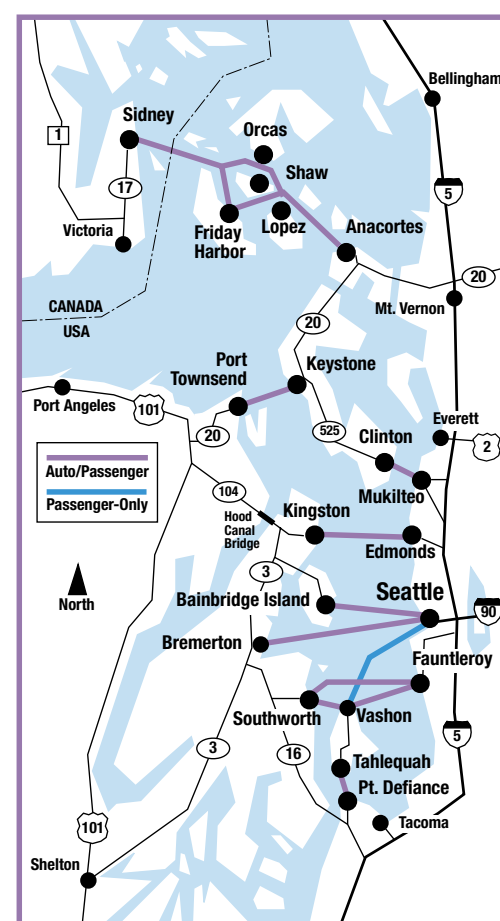 Bellingham
Sidney
Orcas
1
Shaw
17
5
Victoria
Friday
Harbor
Lopez
Anacortes
20
CANADA
USA
Mt. Vernon
20
Port
Townsend
Keystone
Port Angeles
101
20
525
Everett
2
Clinton
Auto/Passenger
Mukilteo
Passenger-Only
104
Hood
Canal
Bridge
Kingston
Edmonds
3
North
Bainbridge Island
Seattle
90
Bremerton
Fauntleroy
Southworth
Vashon
5
3
16
Tahlequah
Pt. Defiance
101
Tacoma
Shelton